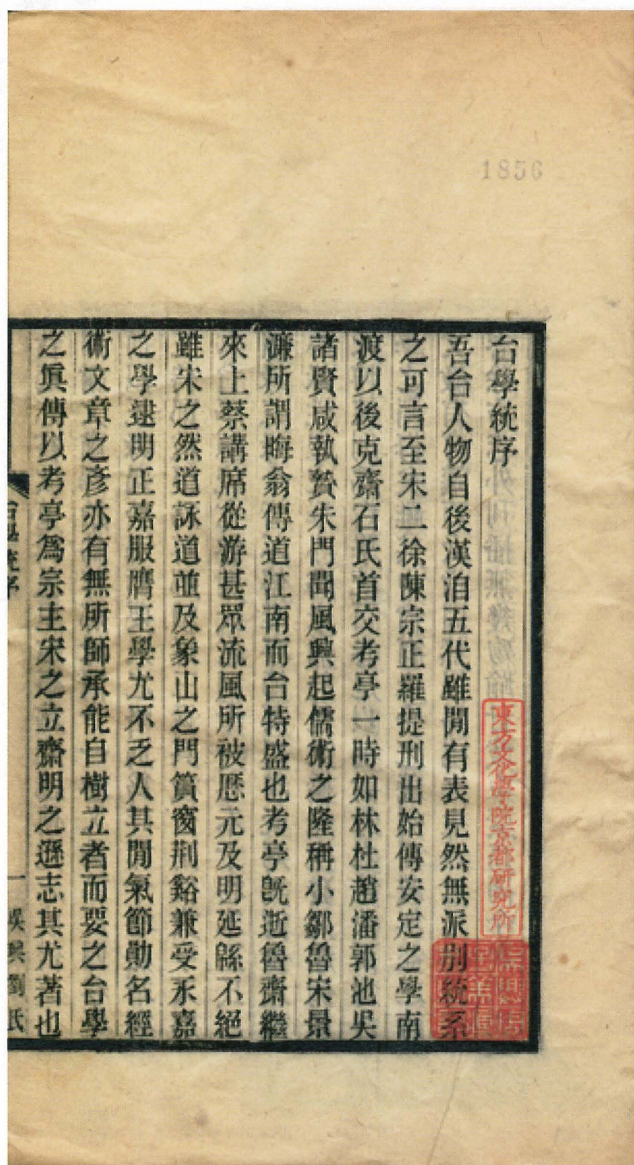 1856
台學統序
吾台人物自後漢洎五代雖閒有表見然無派別統系
之可言至宋二徐陳宗正羅提刑出始傳安定之學南
渡以後克齋石氏首交考亭一時如林杜趙潘郭池吳
諸賢咸執贄朱門聞風興起儒術之隆稱小鄒魯宋景
濂所謂晦翁傳道江南而台特盛也考亭旣逝魯齋繼
來上蔡講席從游甚眾流風所被歷元及明延緜不絕
雖宋之然道詠道並及象山之門篔窗荆谿兼受永嘉
之學逮明正嘉服膺王學尤不乏人其閒氣節勛名經
術文章之彥亦有無所師承能自樹立者而要之台學
之眞傳以考亭爲宗主宋之立齋明之遜志其尤著也
台學統序
一
吳興劉氏
東方文化學院京都研究所